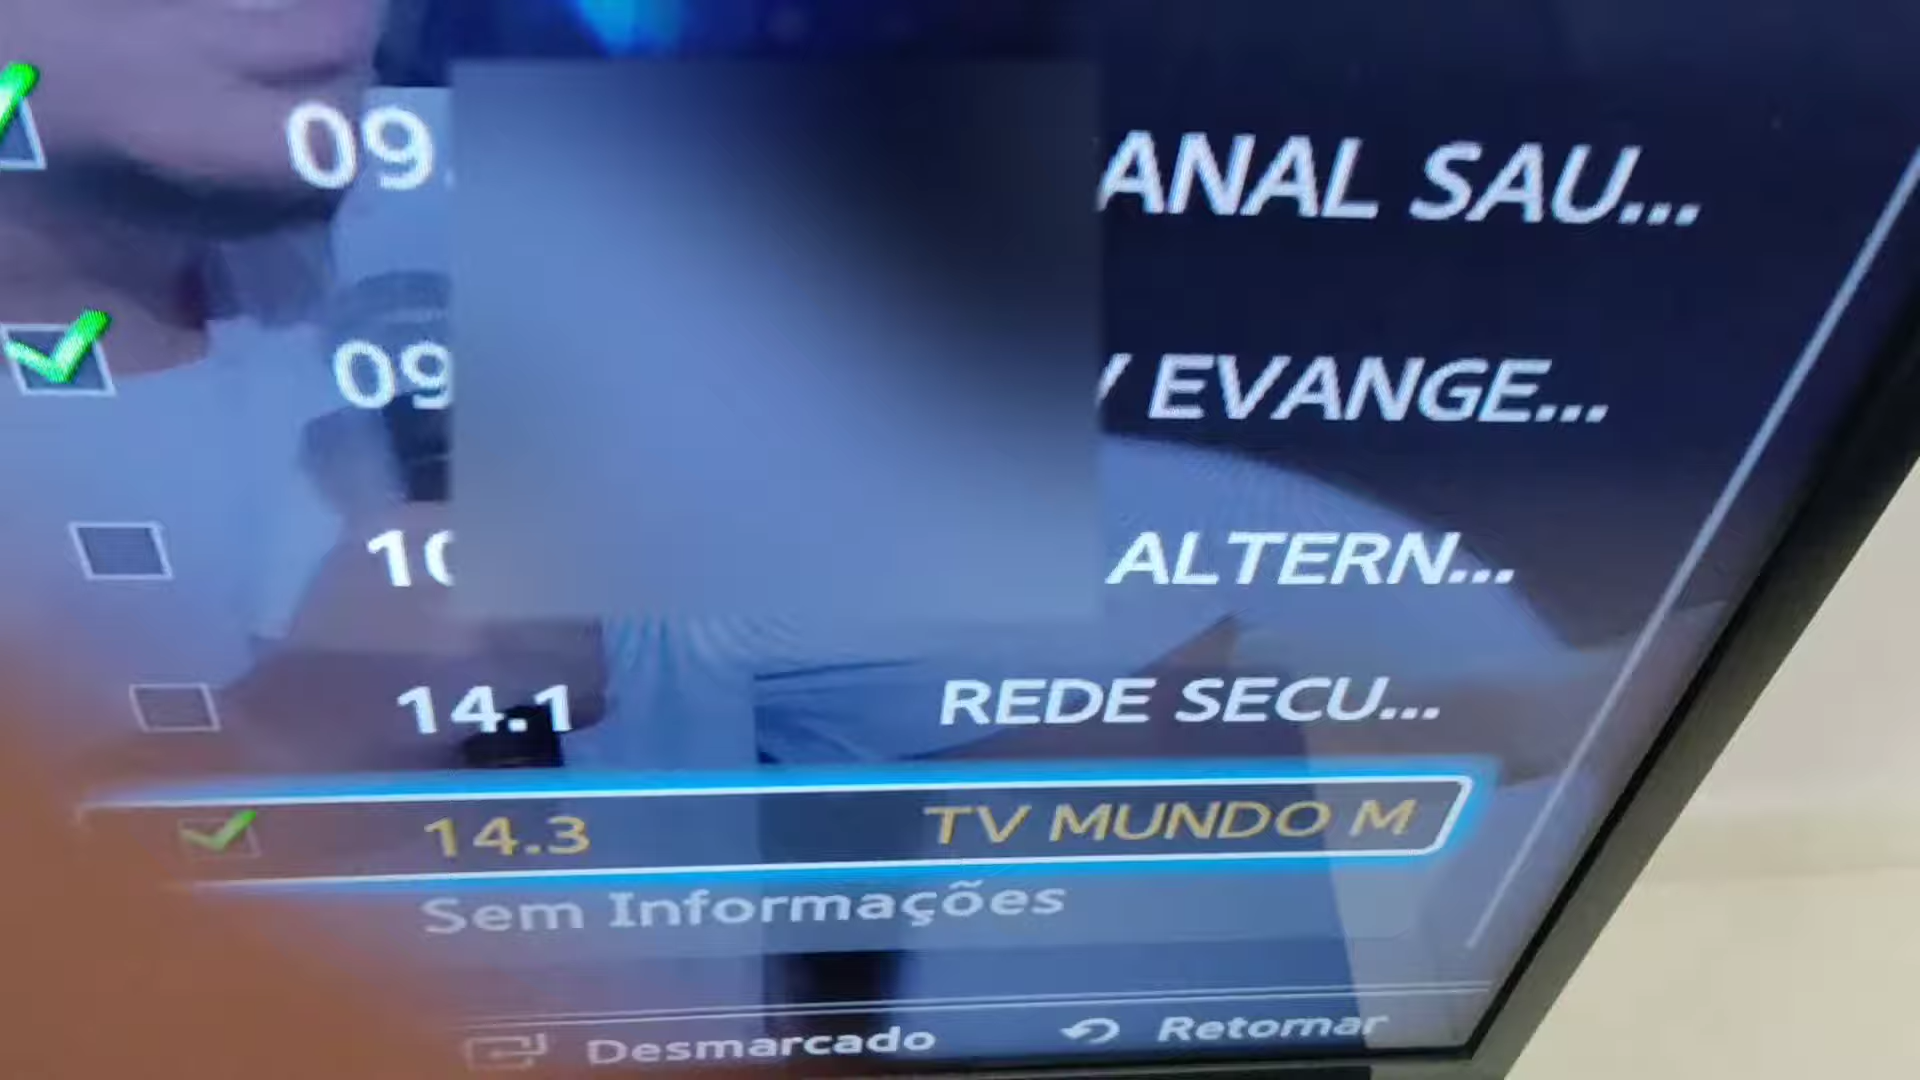 09. ANAL SAU...
09 EVANGE...
ALTERN...
14.1 REDE SECU...
14.3 TV MUNDO M
Sem Informações
Desmarcado Retornar